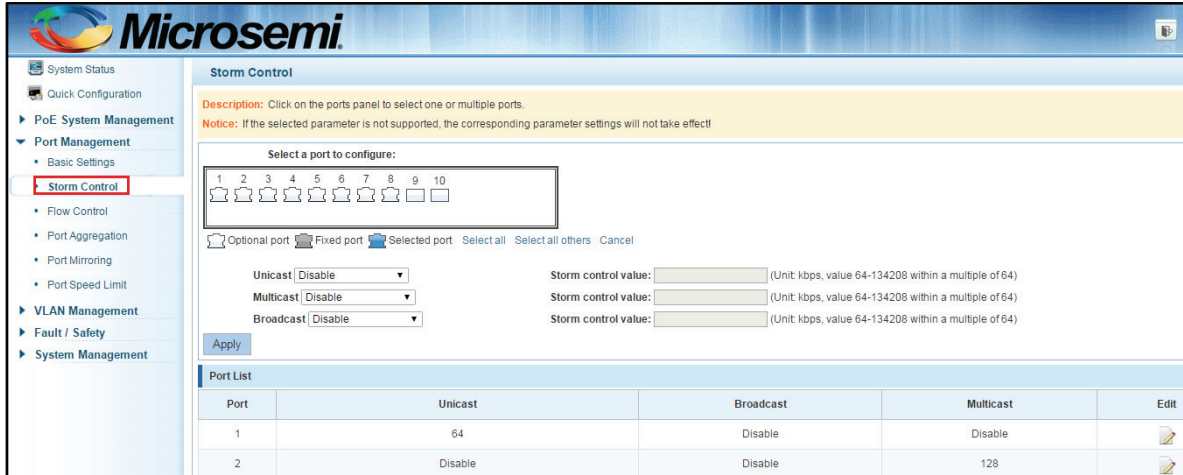 Microsemi.
System Status
Quick Configuration
PoE System Management
Port Management
Basic Settings
Storm Control
Flow Control
Port Aggregation
Port Mirroring
Port Speed Limit
VLAN Management
Fault / Safety
System Management
Storm Control
Description: Click on the ports panel to select one or multiple ports.
Notice: If the selected parameter is not supported, the corresponding parameter settings will not take effect!
Select a port to configure:
1 2 3 4 5 6 7 8 9 10
Optional port Fixed port Selected port Select all Select all others Cancel
Unicast Disable Storm control value: (Unit: kbps, value 64-134208 within a multiple of 64)
Multicast Disable Storm control value: (Unit: kbps, value 64-134208 within a multiple of 64)
Broadcast Disable Storm control value: (Unit: kbps, value 64-134208 within a multiple of 64)
Apply
Port List
Port Unicast Broadcast Multicast Edit
1 64 Disable Disable
2 Disable Disable 128